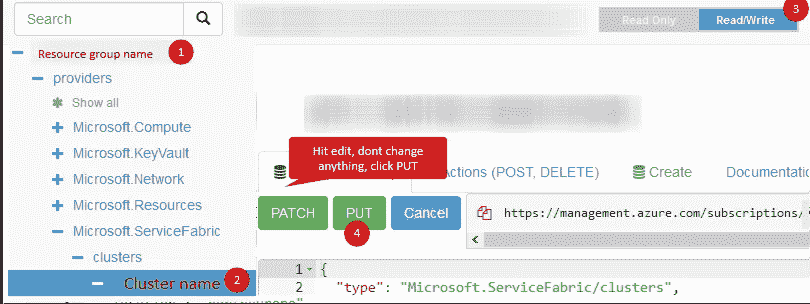 Search
Read Only Read/Write 3
Resource group name 1
providers
Show all
Microsoft.Compute
Microsoft.KeyVault
Microsoft.Network
Microsoft.Resources
Microsoft.ServiceFabric
clusters
Cluster name 2
Hit edit, dont change
anything, click PUT
Actions (POST, DELETE) Create Documentatio
PATCH PUT Cancel https://management.azure.com/subscriptions/
4
1 {
2 "type": "Microsoft.ServiceFabric/clusters",